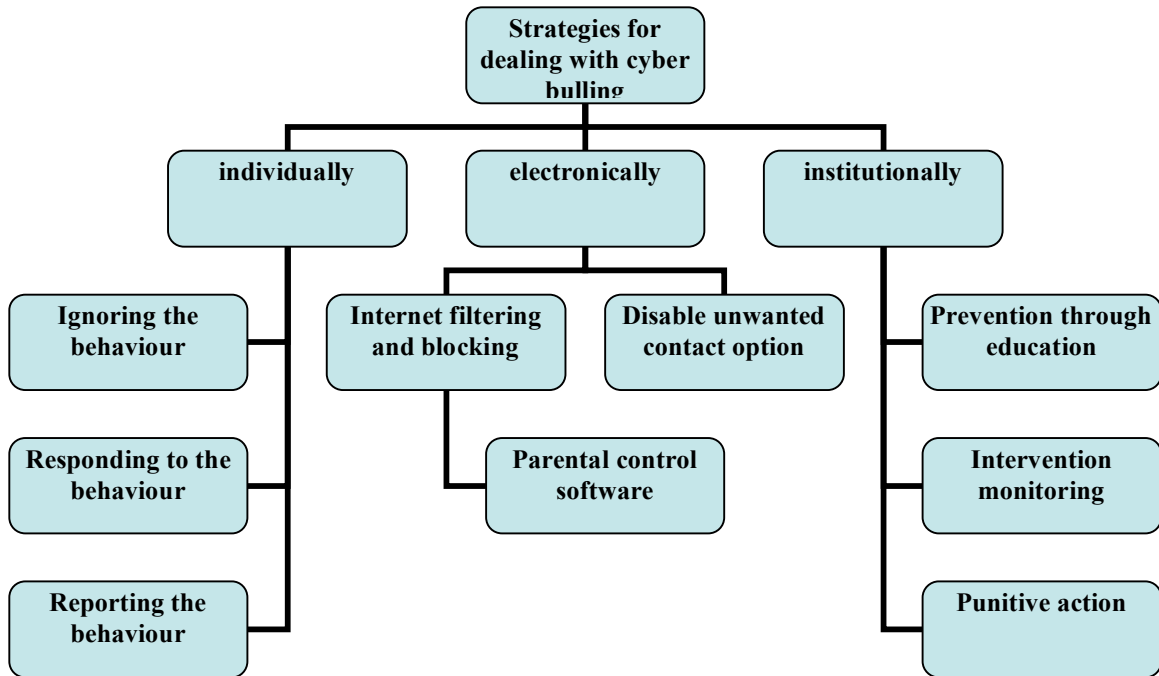 Strategies for
dealing with cyber
bulling
individually
electronically
institutionally
Ignoring the
behaviour
Internet filtering
and blocking
Disable unwanted
contact option
Prevention through
education
Responding to the
behaviour
Parental control
software
Intervention
monitoring
Reporting the
behaviour
Punitive action